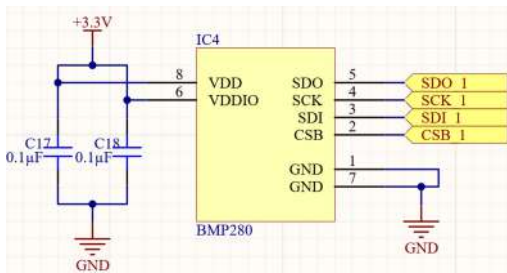 +3.3V
IC4
8 VDD SDO 5 SDO_1
6 VDDIO SCK 4 SCK_1
SDI 3 SDI_1
CSB 2 CSB_1
C17 C18
0.1µF 0.1µF
GND 1
GND 7
BMP280
GND GND